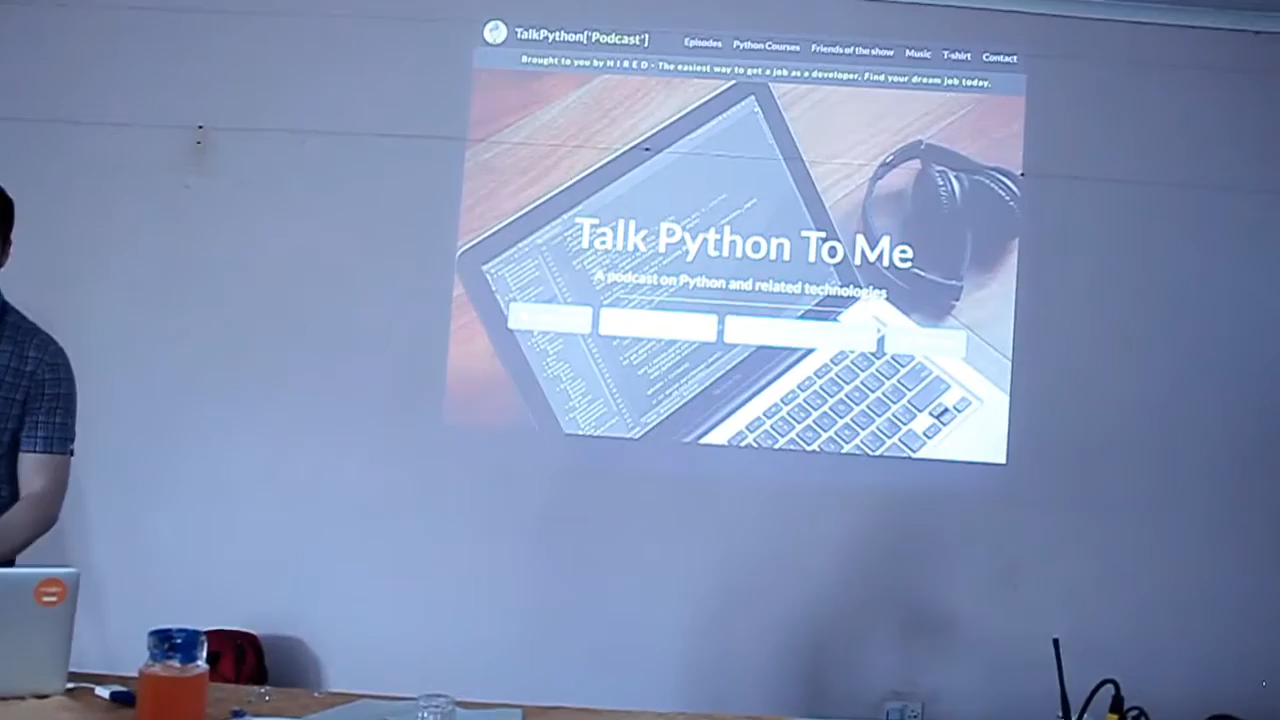 TalkPython['Podcast']
Episodes Python Courses Friends of the show Music T-shirt Contact
Brought to you by H I R E D - The easiest way to get a job as a developer, Find your dream job today.
Talk Python To Me
A podcast on Python and related technologies